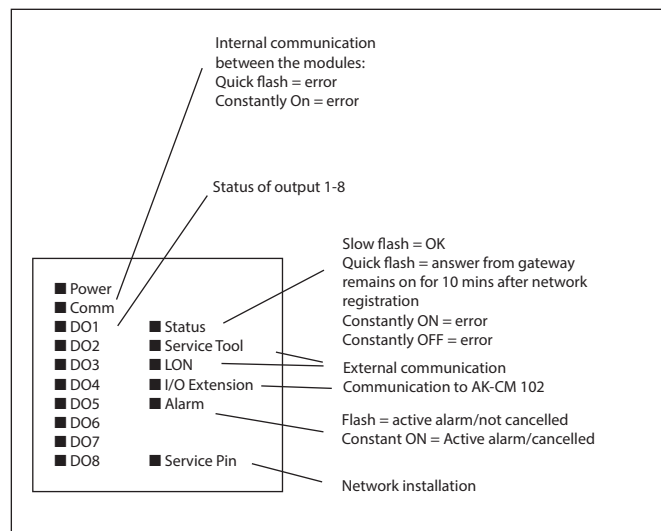 Internal communication
between the modules:
Quick flash = error
Constantly On = error
Status of output 1-8
Slow flash = OK
Quick flash = answer from gateway
remains on for 10 mins after network
registration
Constantly ON = error
Constantly OFF = error
External communication
Communication to AK-CM 102
Flash = active alarm/not cancelled
Constant ON = Active alarm/cancelled
Network installation
Power
Comm
DO1
DO2
DO3
DO4
DO5
DO6
DO7
DO8
Status
Service Tool
LON
I/O Extension
Alarm
Service Pin